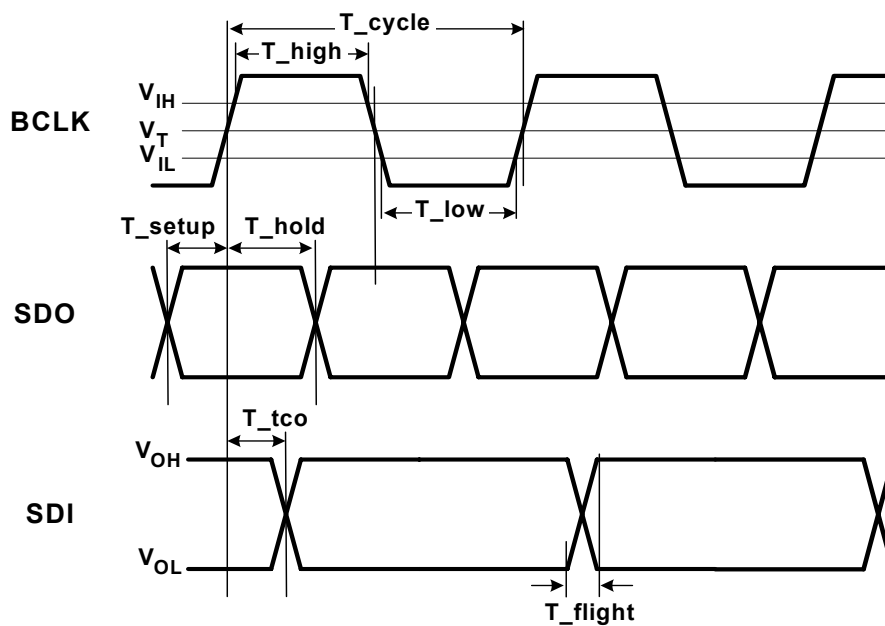 T_cycle
T_high
V_IH
BCLK
V_T
V_IL
T_low
T_setup
T_hold
SDO
T_tco
V_OH
SDI
V_OL
T_flight